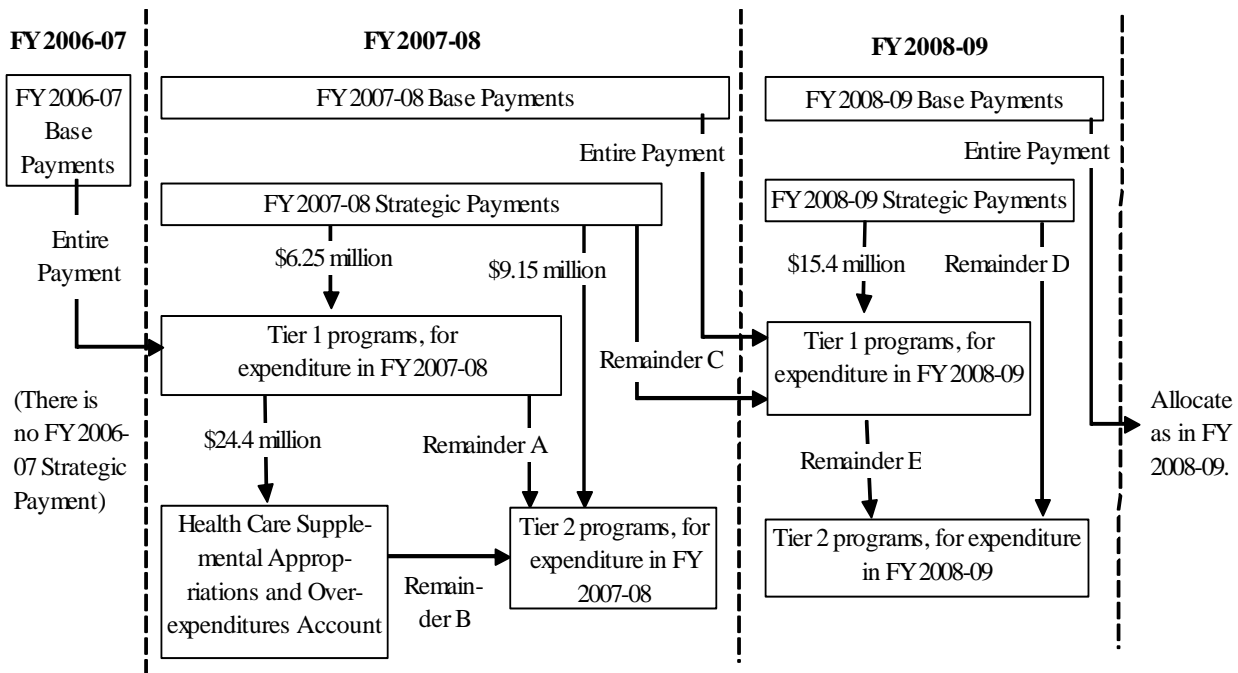 FY 2006-07
FY 2007-08
FY 2008-09
FY 2006-07
Base
Payments
FY 2007-08 Base Payments
FY 2008-09 Base Payments
Entire Payment
Entire Payment
FY 2007-08 Strategic Payments
FY 2008-09 Strategic Payments
Entire
Payment
$6.25 million
$9.15 million
$15.4 million
Remainder D
Tier 1 programs, for
expenditure in FY 2007-08
Remainder C
Tier 1 programs, for
expenditure in FY 2008-09
(There is
no FY 2006-
07 Strategic
Payment)
$24.4 million
Remainder A
Remainder E
Allocate
as in FY
2008-09.
Health Care Supple-
mental Approp-
riations and Over-
expenditures Account
Remain-
der B
Tier 2 programs, for
expenditure in FY
2007-08
Tier 2 programs, for expenditure
in FY 2008-09